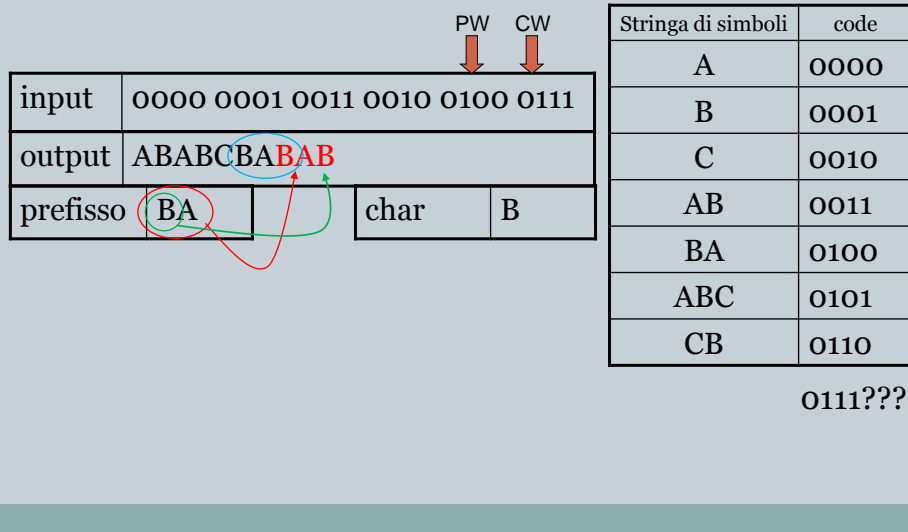 PW CW
input 0000 0001 0011 0010 0100 0111
output ABABCBABAB
prefisso BA char B
Stringa di simboli code
A 0000
B 0001
C 0010
AB 0011
BA 0100
ABC 0101
CB 0110
0111???